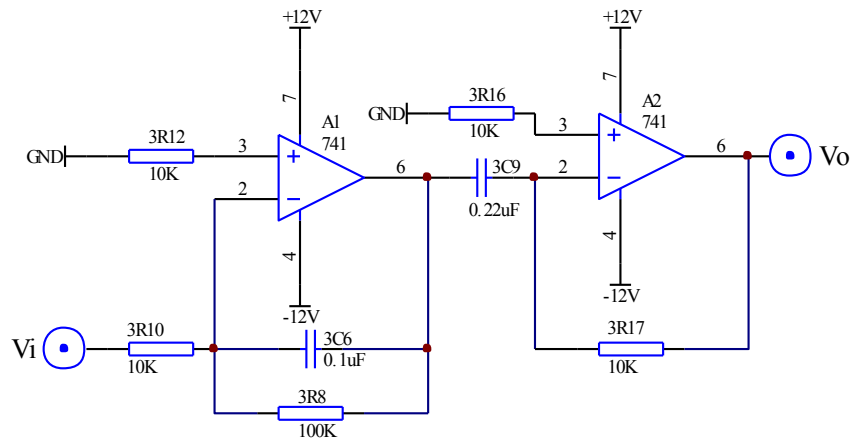 +12V
+12V
7
7
3R16
A2
741
GND
10K
3
6
Vo
A1
741
3R12
3
GND
10K
6
3C9
2
2
0.22uF
4
4
-12V
-12V
3R10
3C6
3R17
Vi
10K
0.1uF
10K
3R8
100K